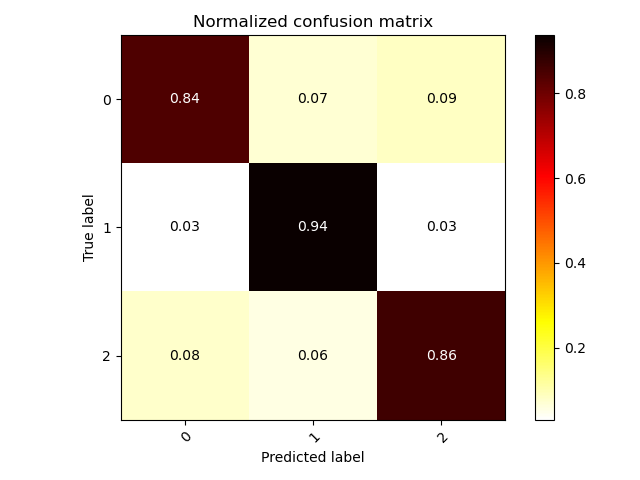 Normalized confusion matrix
0 0.84 0.07 0.09
1 0.03 0.94 0.03
2 0.08 0.06 0.86
0 1 2
True label
Predicted label
0.8
0.6
0.4
0.2